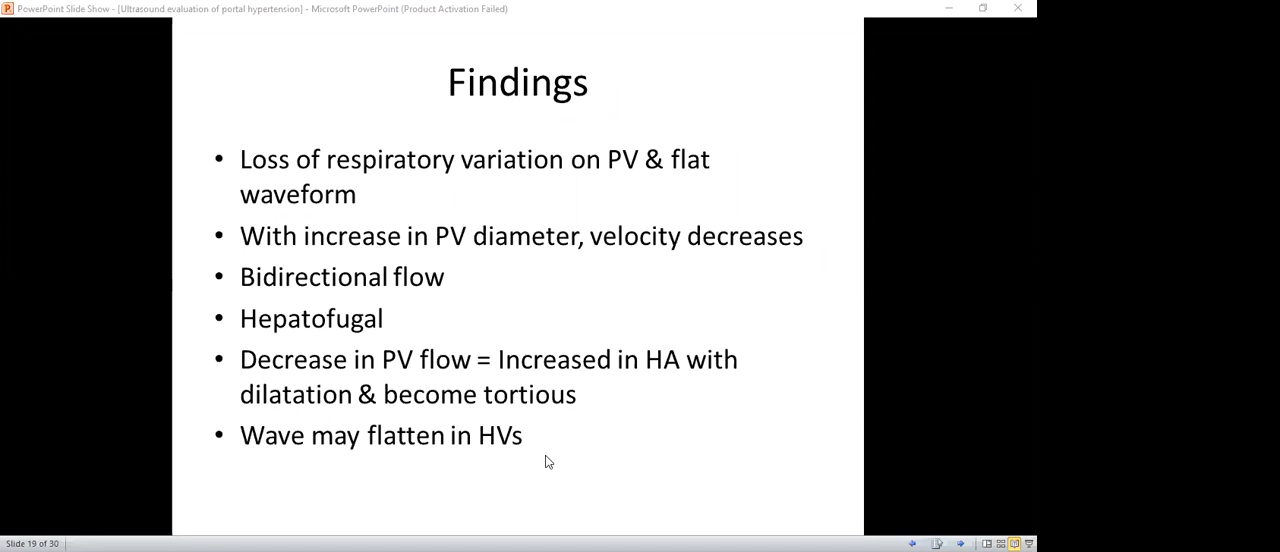 PowerPoint Slide Show - [Ultrasound evaluation of portal hypertension] - Microsoft PowerPoint (Product Activation Failed)
Findings
• Loss of respiratory variation on PV & flat
waveform
• With increase in PV diameter, velocity decreases
• Bidirectional flow
• Hepatofugal
• Decrease in PV flow = Increased in HA with
dilatation & become tortious
• Wave may flatten in HVs
Slide 19 of 30